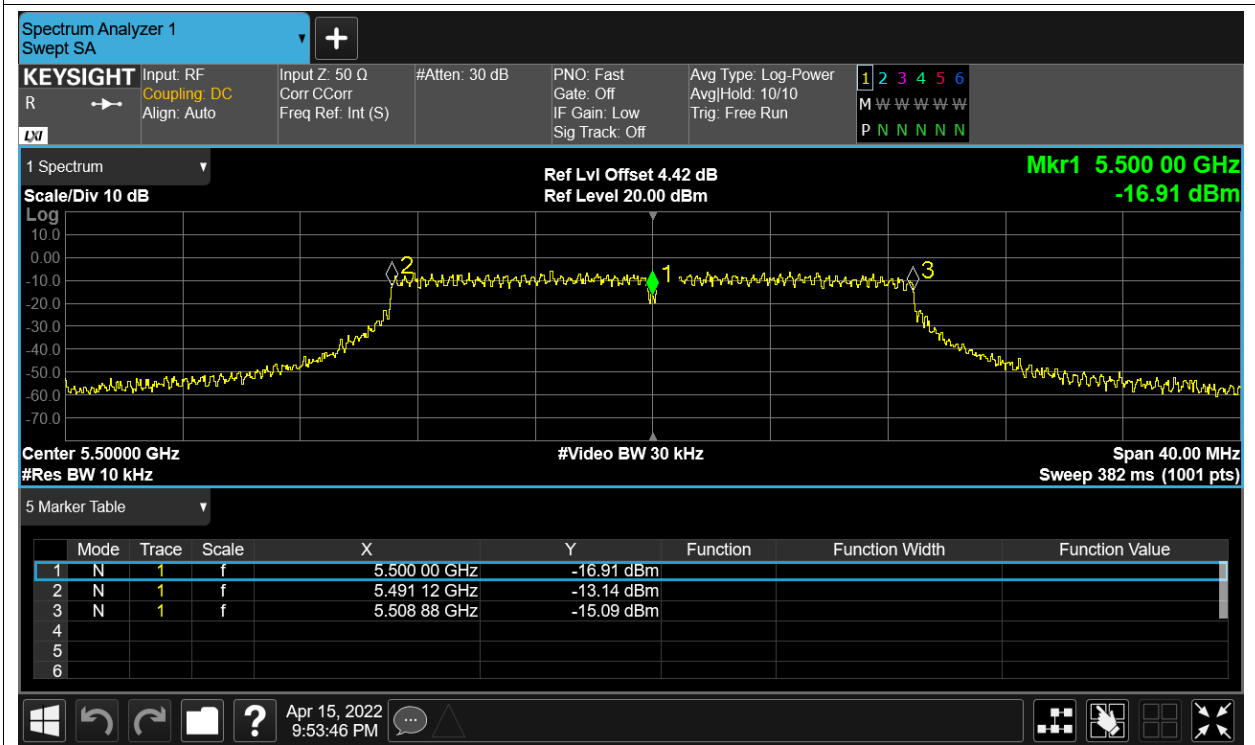 Spectrum Analyzer 1
Swept SA
KEYSIGHT
R
LXI
Input: RF
Coupling: DC
Align: Auto
Input Z: 50 Ω
Corr CCorr
Freq Ref: Int (S)
#Atten: 30 dB
PNO: Fast
Gate: Off
IF Gain: Low
Sig Track: Off
Avg Type: Log-Power
Avg|Hold: 10/10
Trig: Free Run
1 2 3 4 5 6
M W W W W W
P N N N N N
1 Spectrum
Scale/Div 10 dB
Ref Lvl Offset 4.42 dB
Ref Level 20.00 dBm
Mkr1 5.500 00 GHz
-16.91 dBm
Log
10.0
0.00
-10.0
-20.0
-30.0
-40.0
-50.0
-60.0
-70.0
2
1
3
Center 5.50000 GHz
#Res BW 10 kHz
#Video BW 30 kHz
Span 40.00 MHz
Sweep 382 ms (1001 pts)
5 Marker Table
Mode Trace Scale X Y Function Function Width Function Value
1 N 1 f 5.500 00 GHz -16.91 dBm
2 N 1 f 5.491 12 GHz -13.14 dBm
3 N 1 f 5.508 88 GHz -15.09 dBm
4
5
6
?
Apr 15, 2022
9:53:46 PM